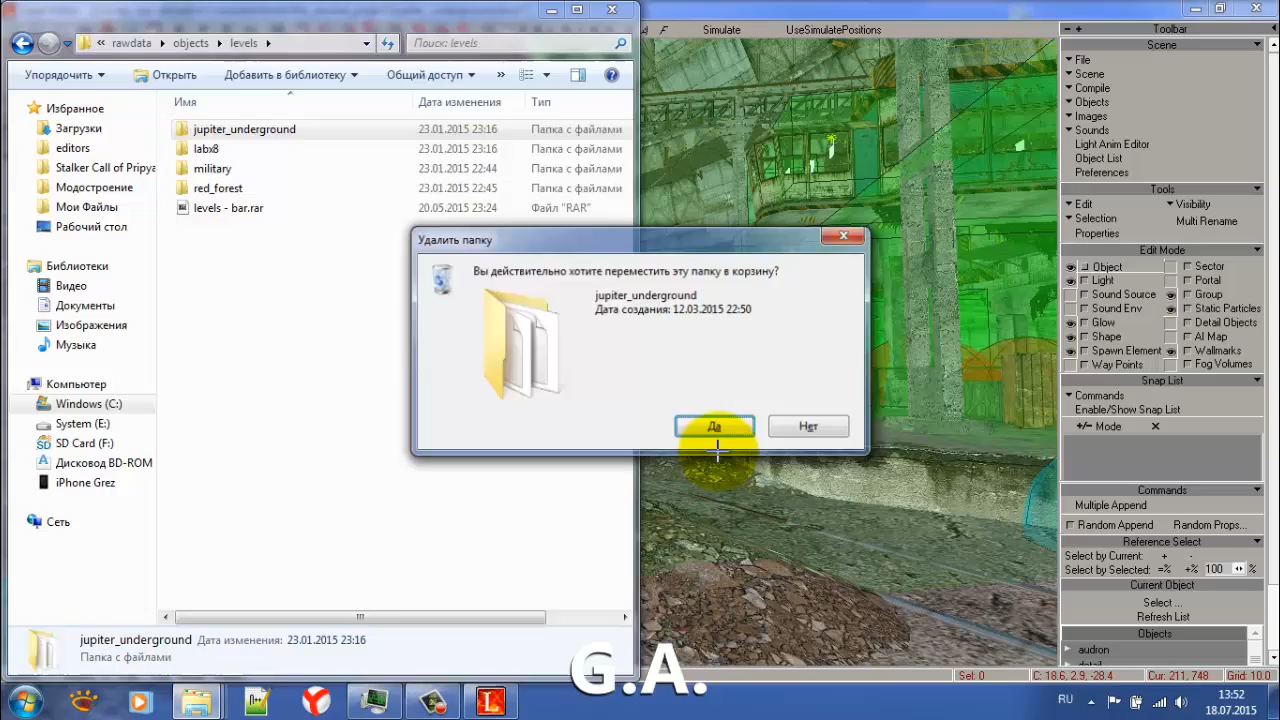 rawdata
objects
levels
Поиск: levels
Упорядочить
Открыть
Добавить в библиотеку
Общий доступ
»
Имя
Дата изменения
Тип
Избранное
Загрузки
editors
Stalker Call of Pripya
Модостроение
Мои Файлы
Рабочий стол
Библиотеки
Видео
Документы
Изображения
Музыка
Компьютер
Windows (C:)
System (E:)
SD Card (F:)
Дисковод BD-ROM
iPhone Grez
Сеть
jupiter_underground 23.01.2015 23:16 Папка с файлами
labx8 23.01.2015 23:16 Папка с файлами
military 23.01.2015 22:44 Папка с файлами
red_forest 23.01.2015 22:45 Папка с файлами
levels - bar.rar 20.05.2015 23:24 Файл "RAR"
Удалить папку
Вы действительно хотите переместить эту папку в корзину?
jupiter_underground
Дата создания: 12.03.2015 22:50
Да
Нет
jupiter_underground Дата изменения: 23.01.2015 23:16
Папка с файлами
F Simulate UseSimulatePositions
Toolbar
Scene:
File
Scene
Compile
Objects
Images
Sounds
Light Anim Editor
Object List
Preferences
Tools
Edit Visibility
Selection Multi Rename
Properties
Edit Mode
Object Sector
Light Portal
Sound Source Group
Sound Env Static Particles
Glow Detail Objects
Shape AI Map
Spawn Element Wallmarks
Way Points Fog Volumes
Snap List
Commands
Enable/Show Snap List
+/- Mode X
Commands
Multiple Append
Random Append Random Props...
Reference Select
Select by Current: + -
Select by Selected: =% +% 100 %
Current Object
Select ...
Refresh List
Objects
audron
Sel: 0
C: 18.6, 2.9, -28.4
Cur: 211, 748
Grid: 10.0
G.A.
RU
13:52
18.07.2015